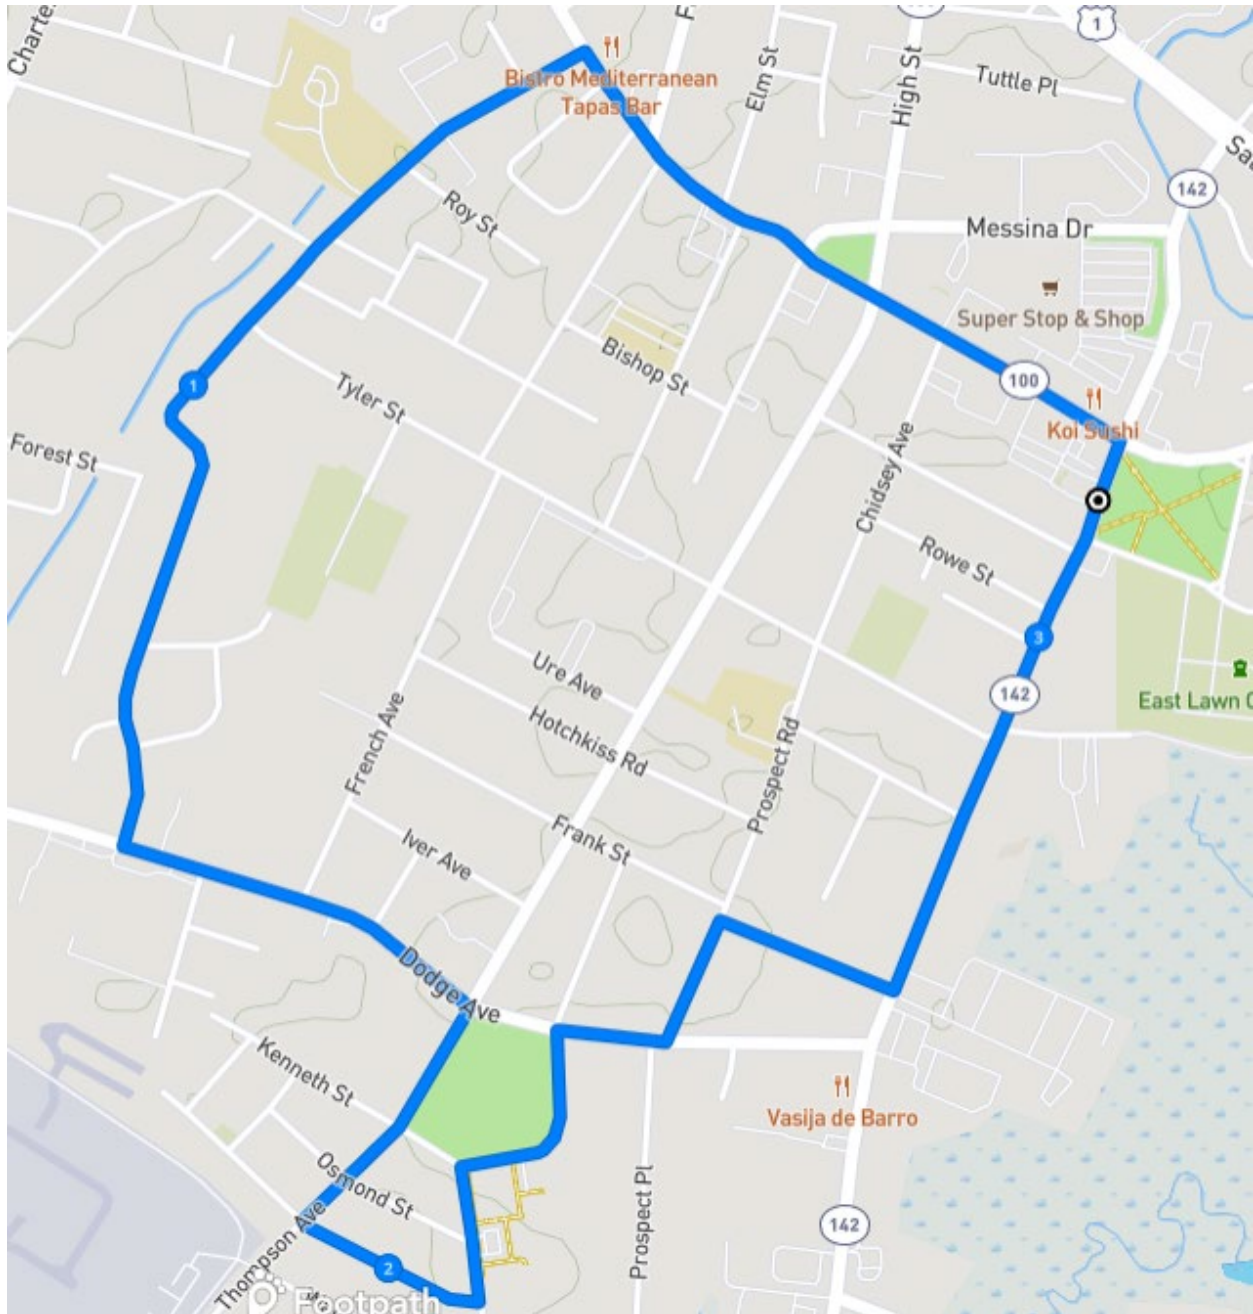 Charte
F
1
Bistro Mediterranean
Tapas Bar
Elm St
High St
Tuttle Pl
Sal
142
Roy St
Messina Dr
Super Stop & Shop
Bishop St
100
1
Tyler St
Koi Sushi
Forest St
Chidsey Ave
Rowe St
3
142
Ure Ave
East Lawn C
Hotchkiss Rd
French Ave
Prospect Rd
Frank St
Iver Ave
Dodge Ave
Kenneth St
Vasija de Barro
Osmond St
Prospect Pl
142
Thompson Ave
2
Footpath